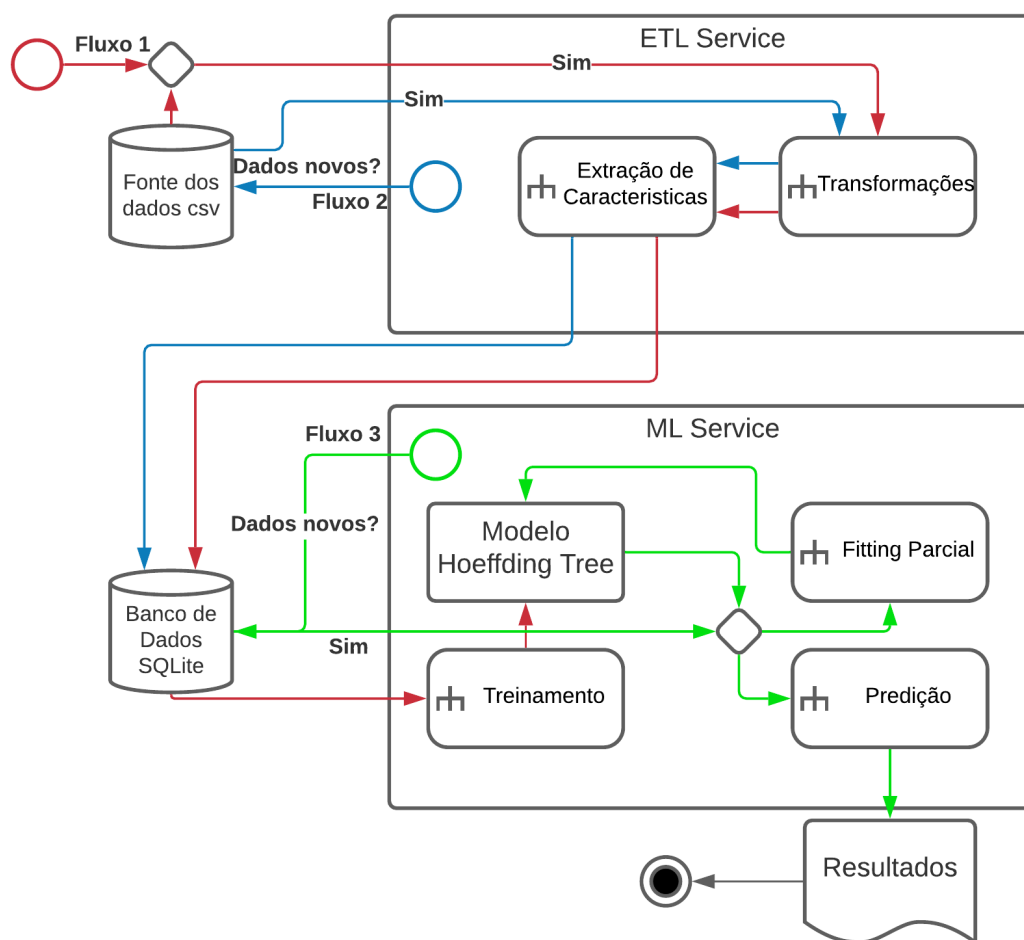 ETL Service
Fluxo 1
Sim
Sim
Dados novos?
Fluxo 2
Fonte dos
dados csv
Extração de
Caracteristicas
Transformações
ML Service
Fluxo 3
Dados novos?
Modelo
Hoeffding Tree
Fitting Parcial
Banco de
Dados
SQLite
Sim
Treinamento
Predição
Resultados